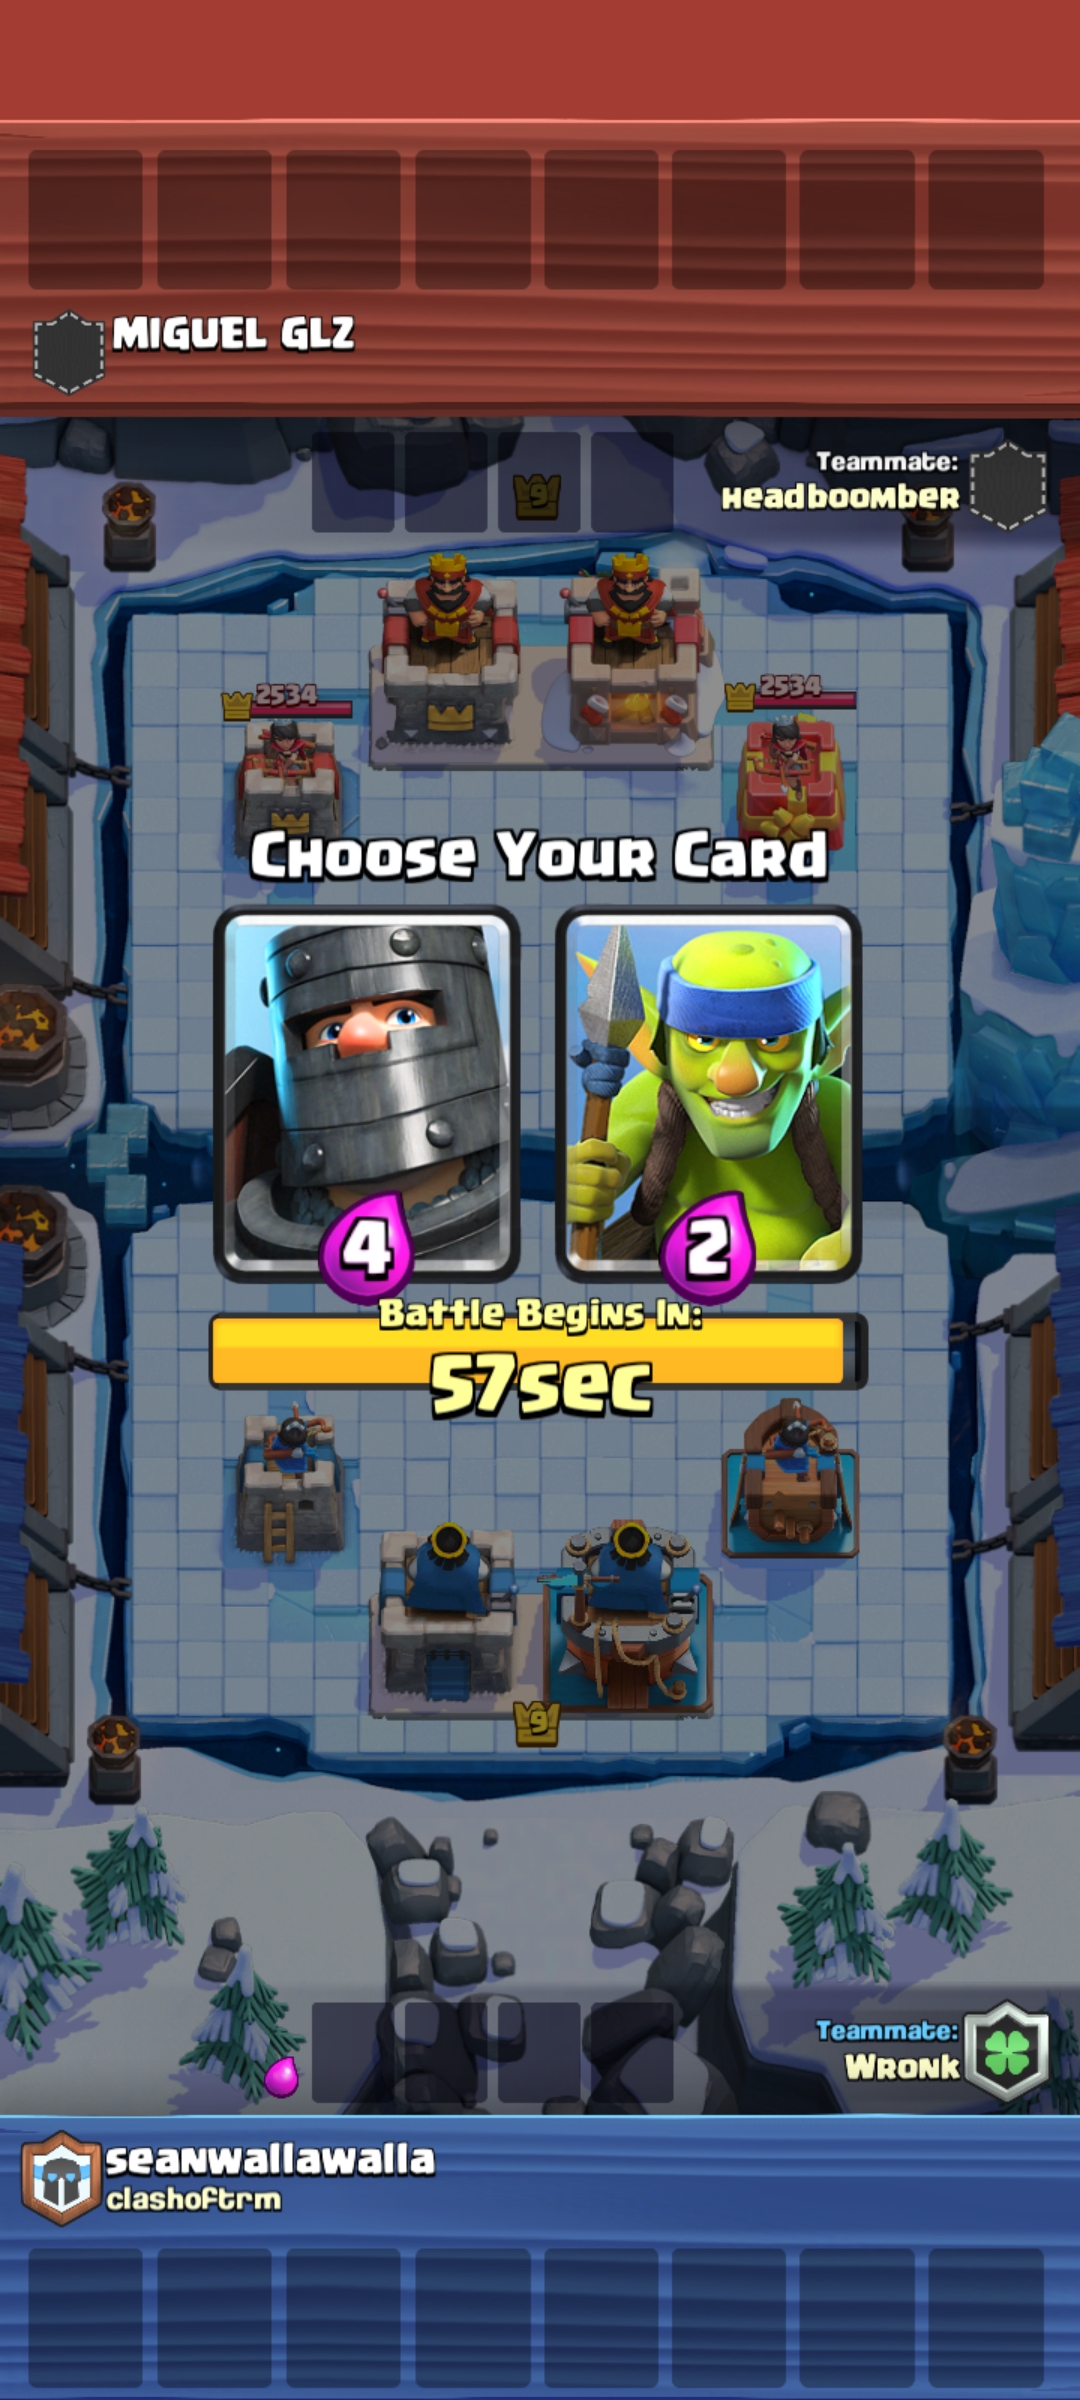 MIGUEL GLZ
Teammate:
Headboomber
9
2534
2534
Choose Your Card
4
2
Battle Begins In:
57sec
9
Teammate:
Wronk
seanwallawalla
clashoftrm